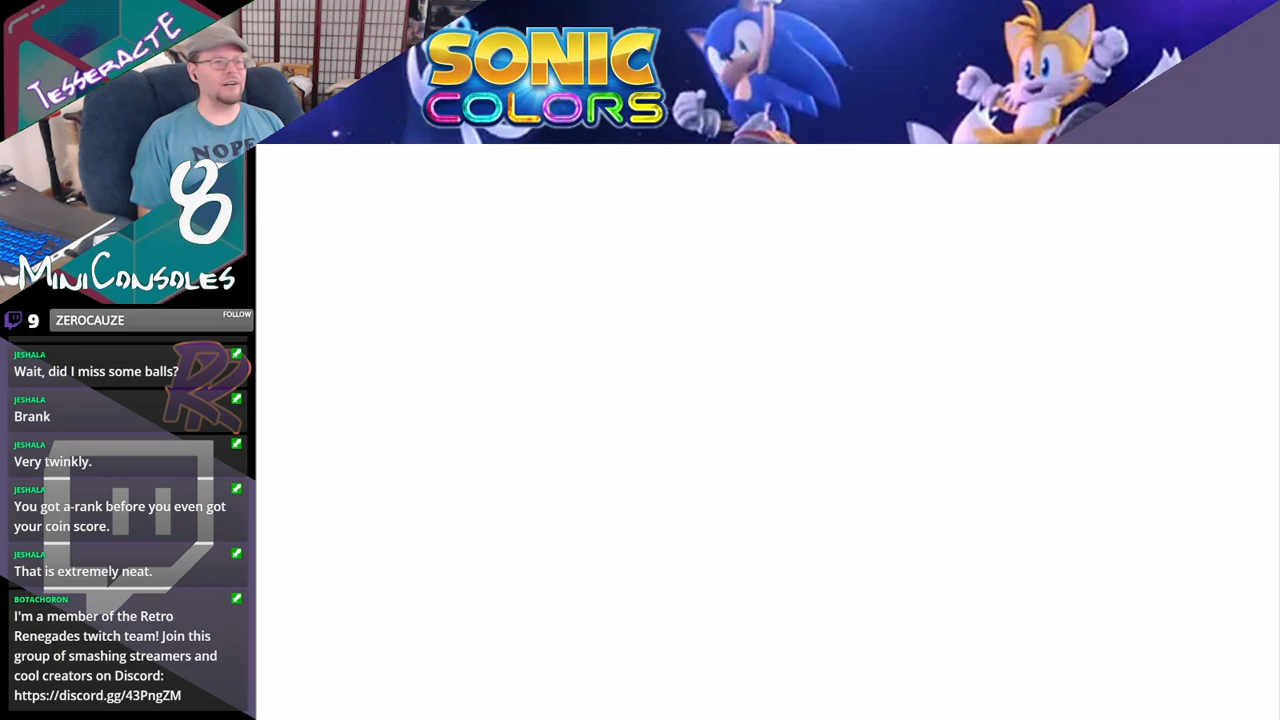 TESSERACTE
SONIC
COLORS
NOPE
8
MINICONSOLES
9 ZEROCAUZE FOLLOW
JESHALA
Wait, did I miss some balls?
JESHALA
Brank
JESHALA
Very twinkly.
JESHALA
You got a-rank before you even got
your coin score.
JESHALA
That is extremely neat.
BOTACHORON
I'm a member of the Retro
Renegades twitch team! Join this
group of smashing streamers and
cool creators on Discord:
https://discord.gg/43PngZM